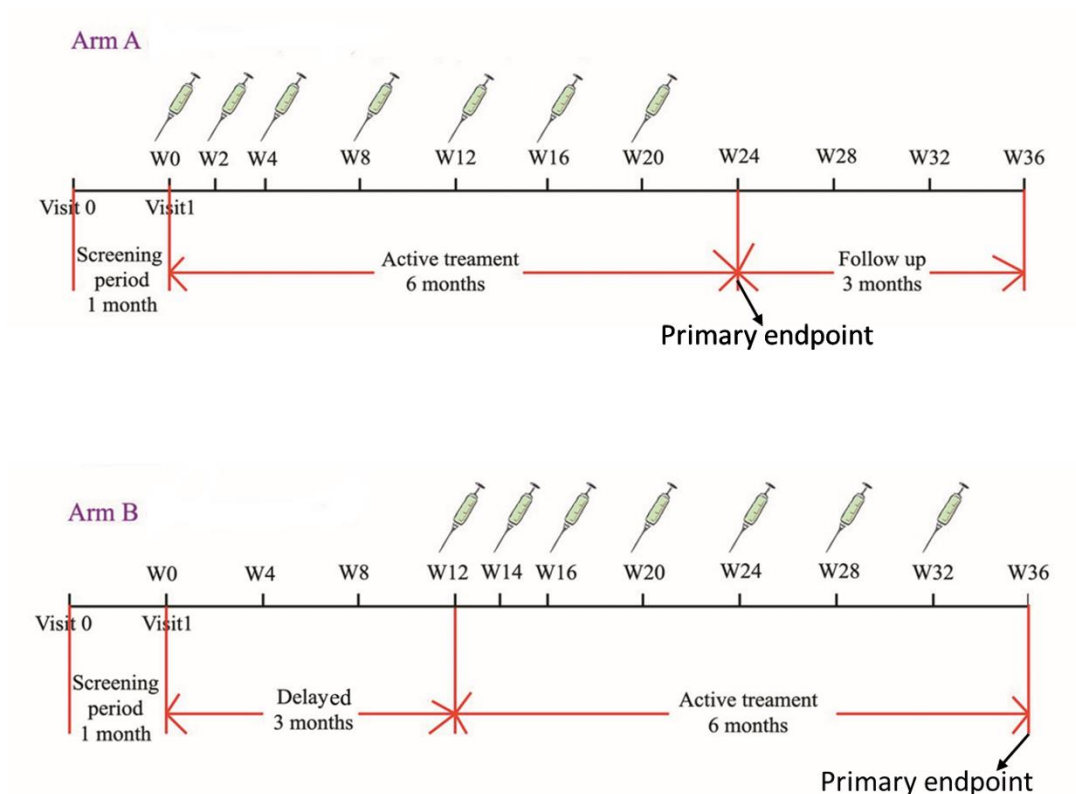 Arm A
W0 W2 W4 W8 W12 W16 W20 W24 W28 W32 W36
Visit 0 Visit1
Screening
period
1 month
Active treament
6 months
Follow up
3 months
Primary endpoint
Arm B
W0 W4 W8 W12 W14 W16 W20 W24 W28 W32 W36
Visit 0 Visit1
Screening
period
1 month
Delayed
3 months
Active treament
6 months
Primary endpoint